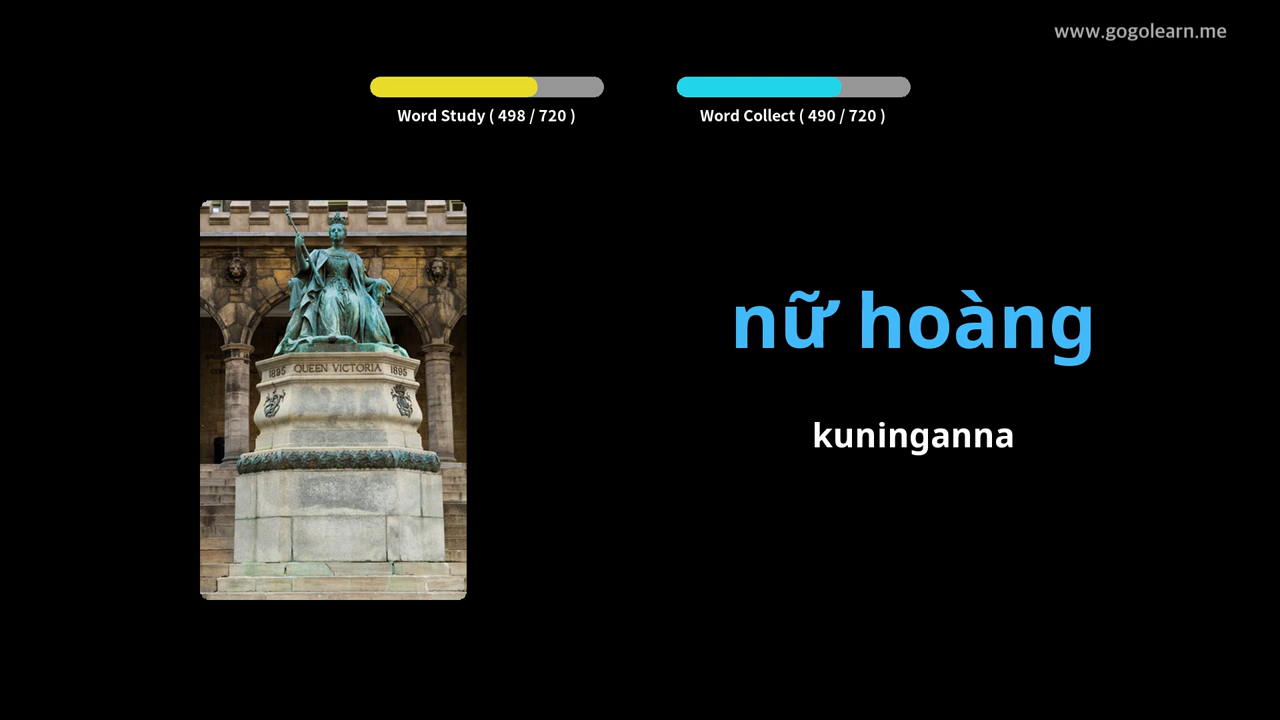 www.gogolearn.me
Word Study ( 498 / 720 )
Word Collect ( 490 / 720 )
1895 QUEEN VICTORIA 1895
nữ hoàng
kuninganna